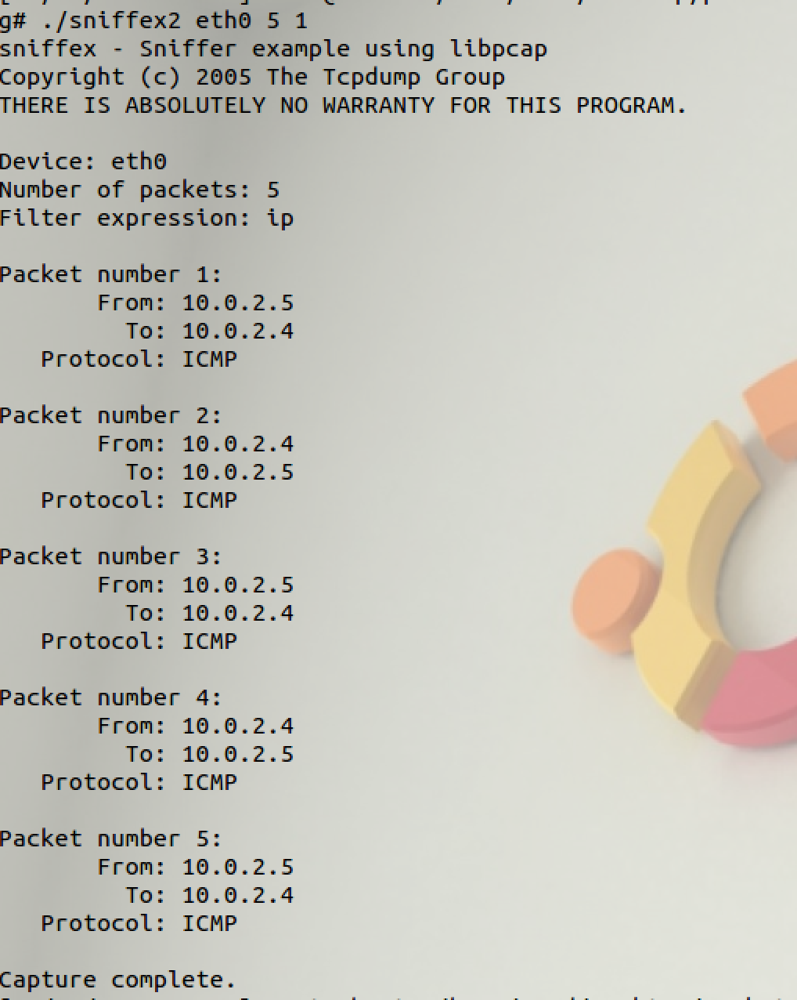 g# ./sniffex2 eth0 5 1
sniffex - Sniffer example using libpcap
Copyright (c) 2005 The Tcpdump Group
THERE IS ABSOLUTELY NO WARRANTY FOR THIS PROGRAM.
Device: eth0
Number of packets: 5
Filter expression: ip
Packet number 1:
From: 10.0.2.5
To: 10.0.2.4
Protocol: ICMP
Packet number 2:
From: 10.0.2.4
To: 10.0.2.5
Protocol: ICMP
Packet number 3:
From: 10.0.2.5
To: 10.0.2.4
Protocol: ICMP
Packet number 4:
From: 10.0.2.4
To: 10.0.2.5
Protocol: ICMP
Packet number 5:
From: 10.0.2.5
To: 10.0.2.4
Protocol: ICMP
Capture complete.